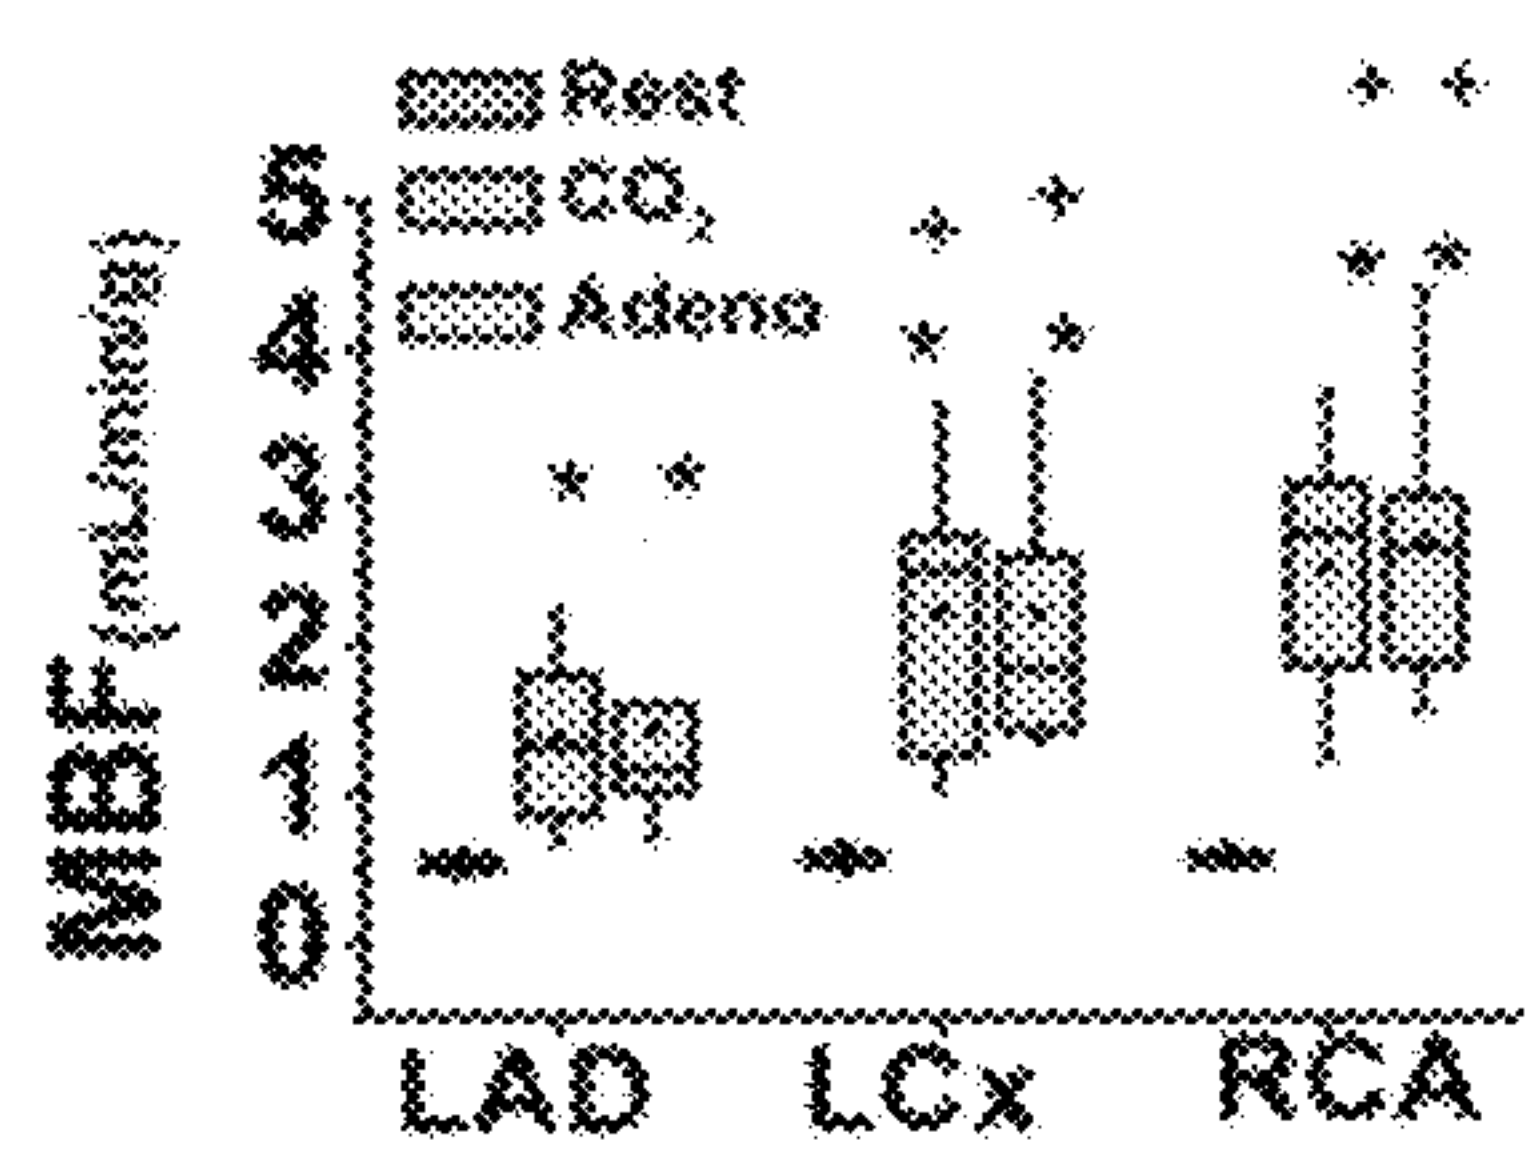 Rest
CO₂
Adeno
MBF (mL/min/g)
5
4
3
2
1
0
LAD LCx RCA